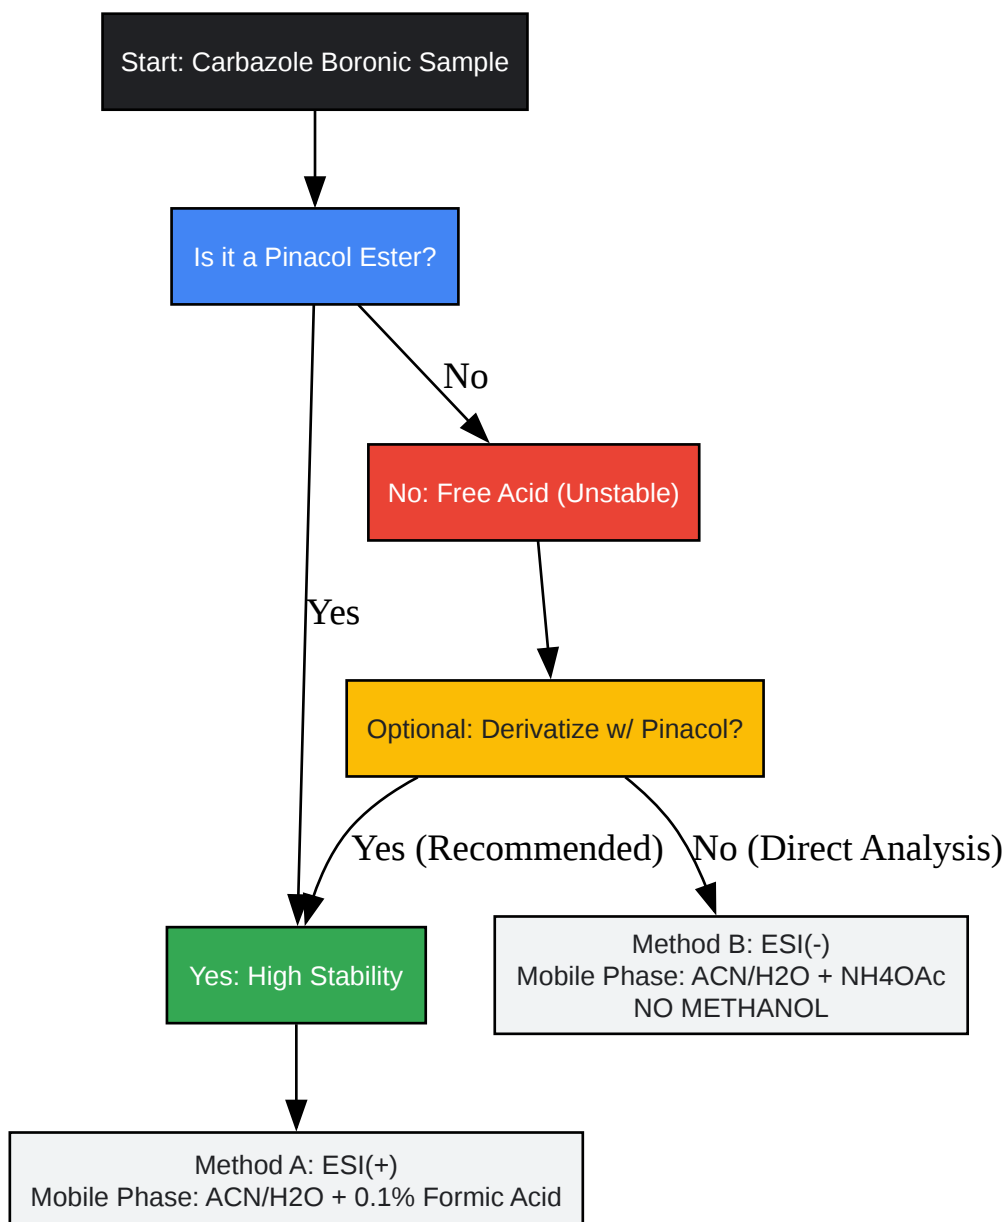 Start: Carbazole Boronic Sample
Is it a Pinacol Ester?
No
No: Free Acid (Unstable)
Yes
Optional: Derivatize w/ Pinacol?
Yes (Recommended)
No (Direct Analysis)
Yes: High Stability
Method B: ESI(-)
Mobile Phase: ACN/H2O + NH4OAc
NO METHANOL
Method A: ESI(+)
Mobile Phase: ACN/H2O + 0.1% Formic Acid